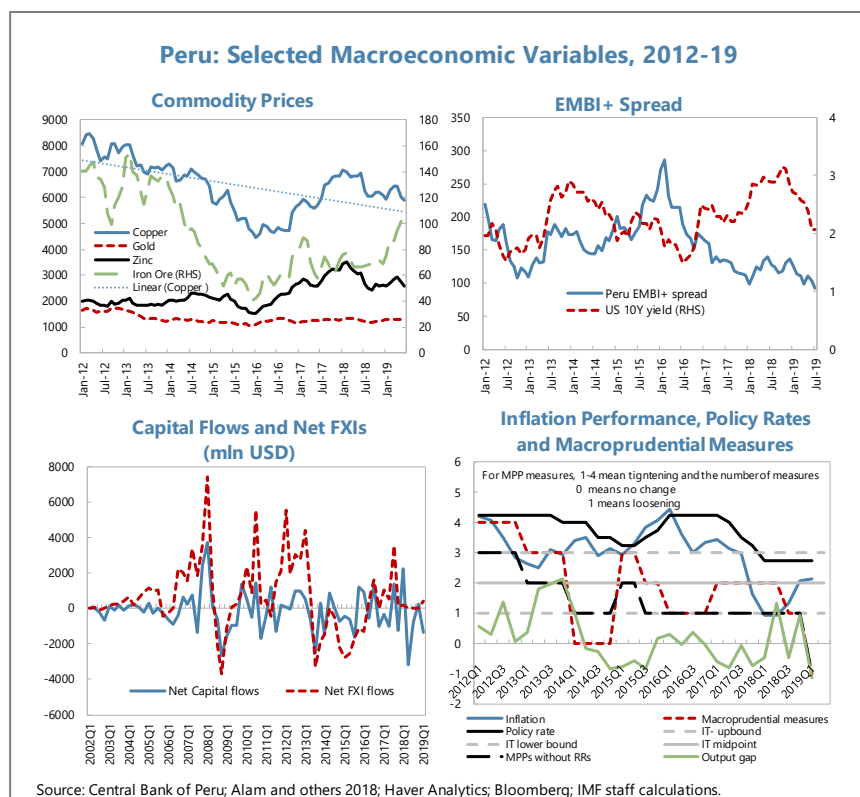 Peru: Selected Macroeconomic Variables, 2012-19
Commodity Prices
9000
8000
7000
6000
5000
4000
3000
2000
1000
0
180
160
140
120
100
80
60
40
20
0
Copper
Gold
Zinc
Iron Ore (RHS)
Linear (Copper )
Jan-12
Jul- 12
Jan-13
Jul- 13
Jan-14
Jul- 14
Jan-15
Jul- 15
Jan-16
Jul- 16
Jan-17
Jul- 17
Jan-18
Jul- 18
Jan-19
EMBI+ Spread
350
300
250
200
150
100
50
0
4
3
2
1
0
Peru EMBI+ spread
US 10Y yield (RHS)
Jan-12
Jul-12
Jan-13
Jul-13
Jan-14
Jul-14
Jan-15
Jul-15
Jan-16
Jul-16
Jan-17
Jul-17
Jan-18
Jul-18
Jan-19
Jul-19
Capital Flows and Net FXIs
(mln USD)
8000
6000
4000
2000
0
-2000
-4000
-6000
Net Capital flows
Net FXI flows
2002Q1
2003Q1
2004Q1
2005Q1
2006Q1
2007Q1
2008Q1
2009Q1
2010Q1
2011Q1
2012Q1
2013Q1
2014Q1
2015Q1
2016Q1
2017Q1
2018Q1
2019Q1
Inflation Performance, Policy Rates
and Macroprudential Measures
6
5
4
3
2
1
0
-1
-2
For MPP measures, 1-4 mean tightening and the number of measures
0 means no change
1 means loosening
2012Q1
2012Q3
2013Q1
2013Q3
2014Q1
2014Q3
2015Q1
2015Q3
2016Q1
2016Q3
2017Q1
2017Q3
2018Q1
2018Q3
2019Q1
Inflation
Macroprudential measures
Policy rate
IT- upbound
IT lower bound
IT midpoint
MPPs without RRs
Output gap
Source: Central Bank of Peru; Alam and others 2018; Haver Analytics; Bloomberg; IMF staff calculations.